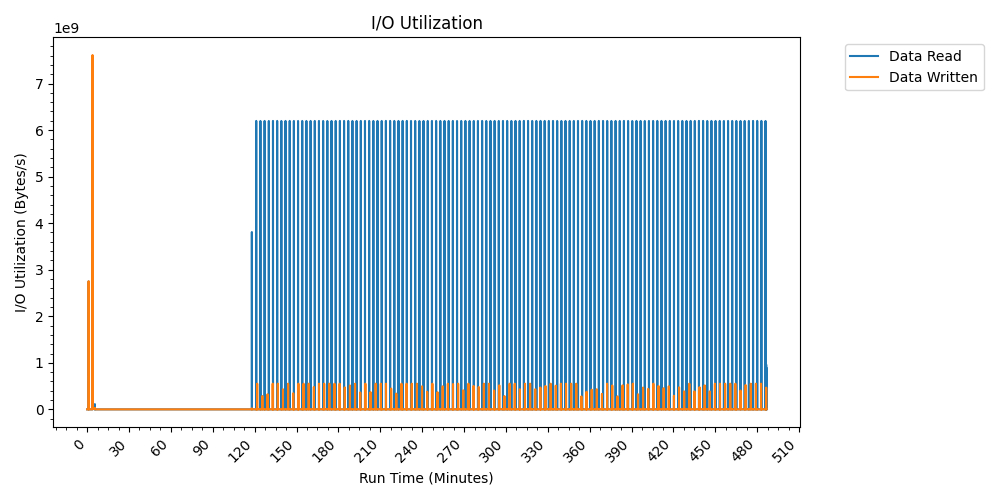 I/O Utilization
1e9
Data Read
Data Written
7
6
5
4
3
2
1
0
I/O Utilization (Bytes/s)
0 30 60 90 120 150 180 210 240 270 300 330 360 390 420 450 480 510
Run Time (Minutes)